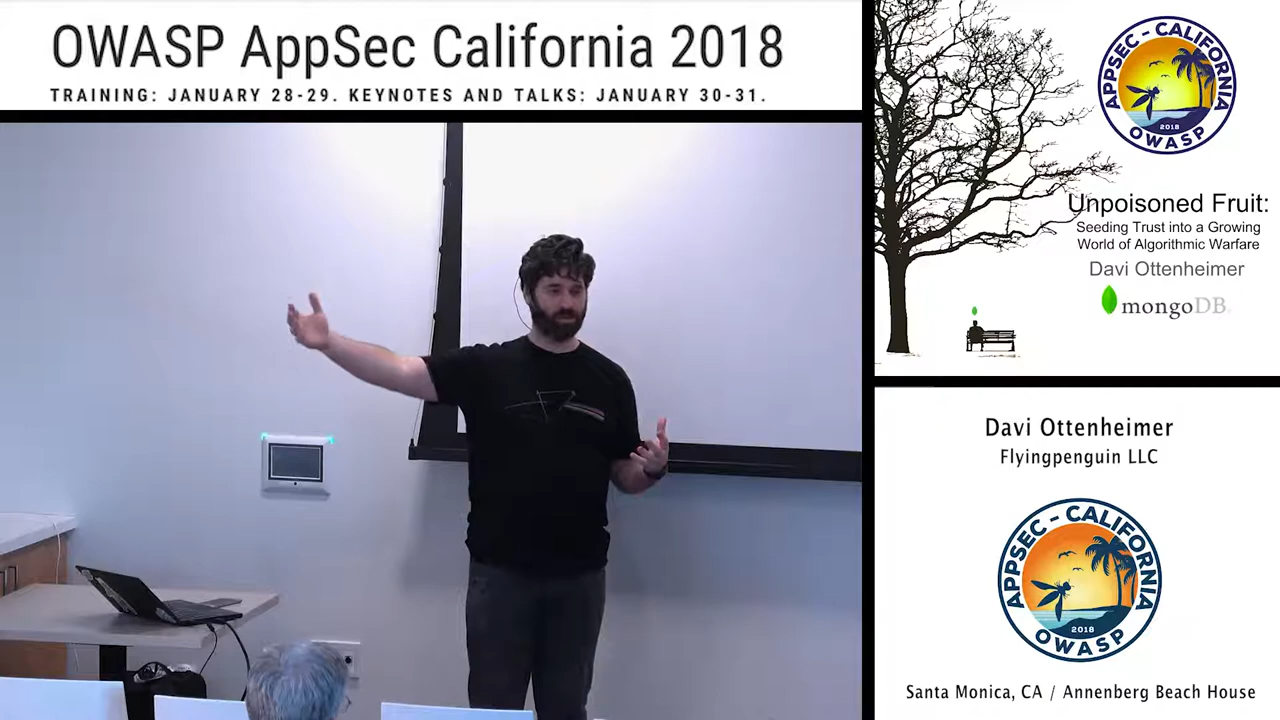 OWASP AppSec California 2018
TRAINING: JANUARY 28-29. KEYNOTES AND TALKS: JANUARY 30-31.
APPSEC - CALIFORNIA
2018
OWASP
Unpoisoned Fruit:
Seeding Trust into a Growing
World of Algorithmic Warfare
Davi Ottenheimer
mongoDB
Davi Ottenheimer
Flyingpenguin LLC
APPSEC - CALIFORNIA
2018
OWASP
Santa Monica, CA / Annenberg Beach House